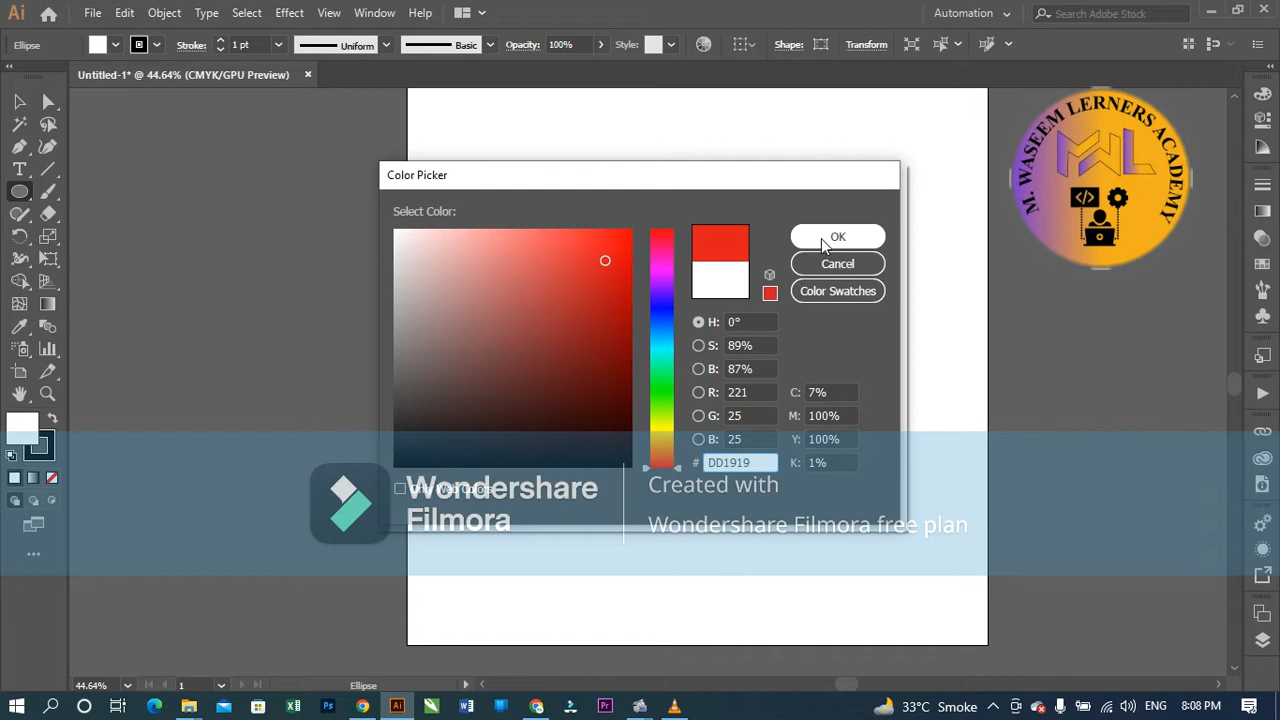 Ai File Edit Object Type Select Effect View Window Help Automation Search Adobe Stock
Ellipse Stroke: 1 pt Uniform Basic Opacity: 100% Style: Shape: Transform
Untitled-1* @ 44.64% (CMYK/GPU Preview)
M. WASEEM LERNERS ACADEMY
Color Picker
Select Color:
OK
Cancel
Color Swatches
H: 0°
S: 89%
B: 87%
R: 221 C: 7%
G: 25 M: 100%
B: 25 Y: 100%
# DD1919 K: 1%
Only Web Colors
Wondershare
Filmora
Created with
Wondershare Filmora free plan
44.64% 1 Ellipse
33°C Smoke 8:08 PM